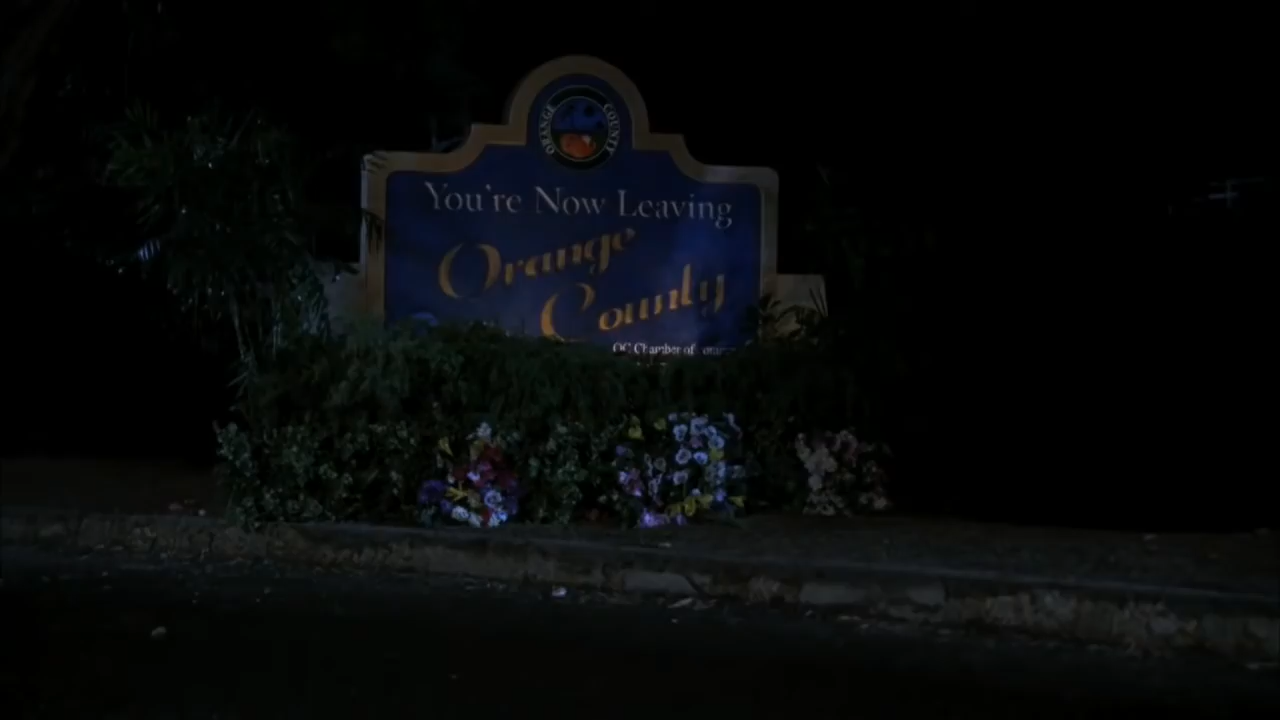 ORANGE COUNTY
You're Now Leaving
Orange
County
OC Chamber of